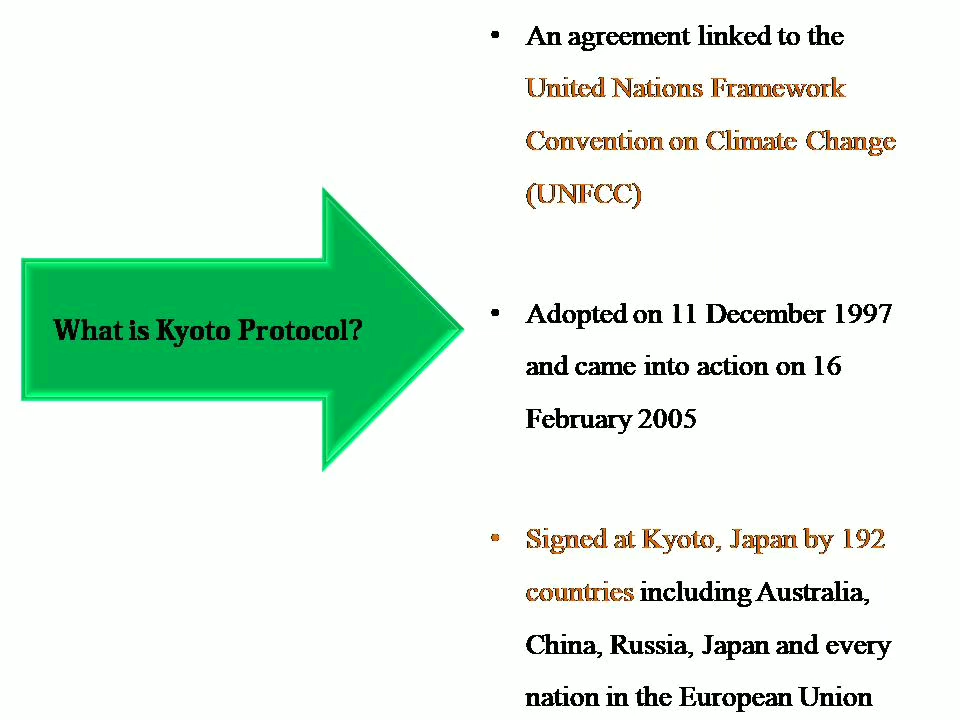 What is Kyoto Protocol?
• An agreement linked to the
United Nations Framework
Convention on Climate Change
(UNFCC)
• Adopted on 11 December 1997
and came into action on 16
February 2005
• Signed at Kyoto, Japan by 192
countries including Australia,
China, Russia, Japan and every
nation in the European Union